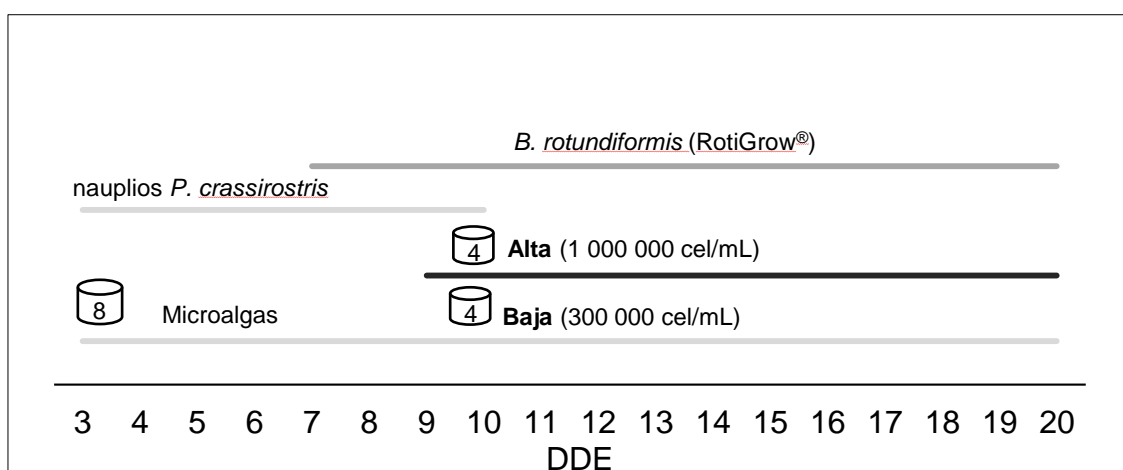 B. rotundiformis (RotiGrow®)
nauplios P. crassirostris
4 Alta (1 000 000 cel/mL)
8 Microalgas 4 Baja (300 000 cel/mL)
3 4 5 6 7 8 9 10 11 12 13 14 15 16 17 18 19 20
DDE